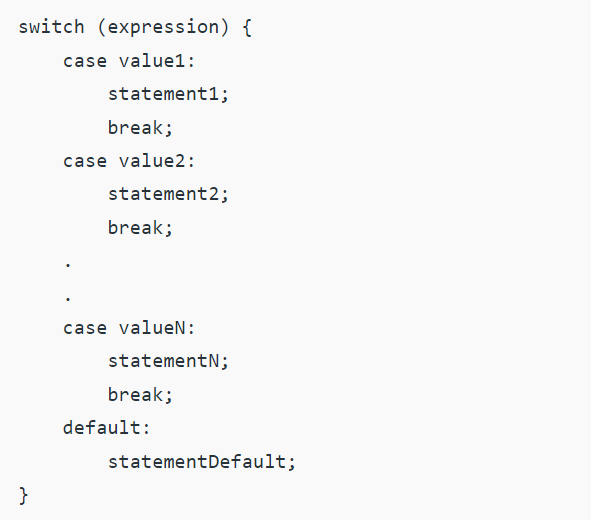 switch (expression) {
    case value1:
        statement1;
        break;
    case value2:
        statement2;
        break;
    .
    .
    case valueN:
        statementN;
        break;
    default:
        statementDefault;
}